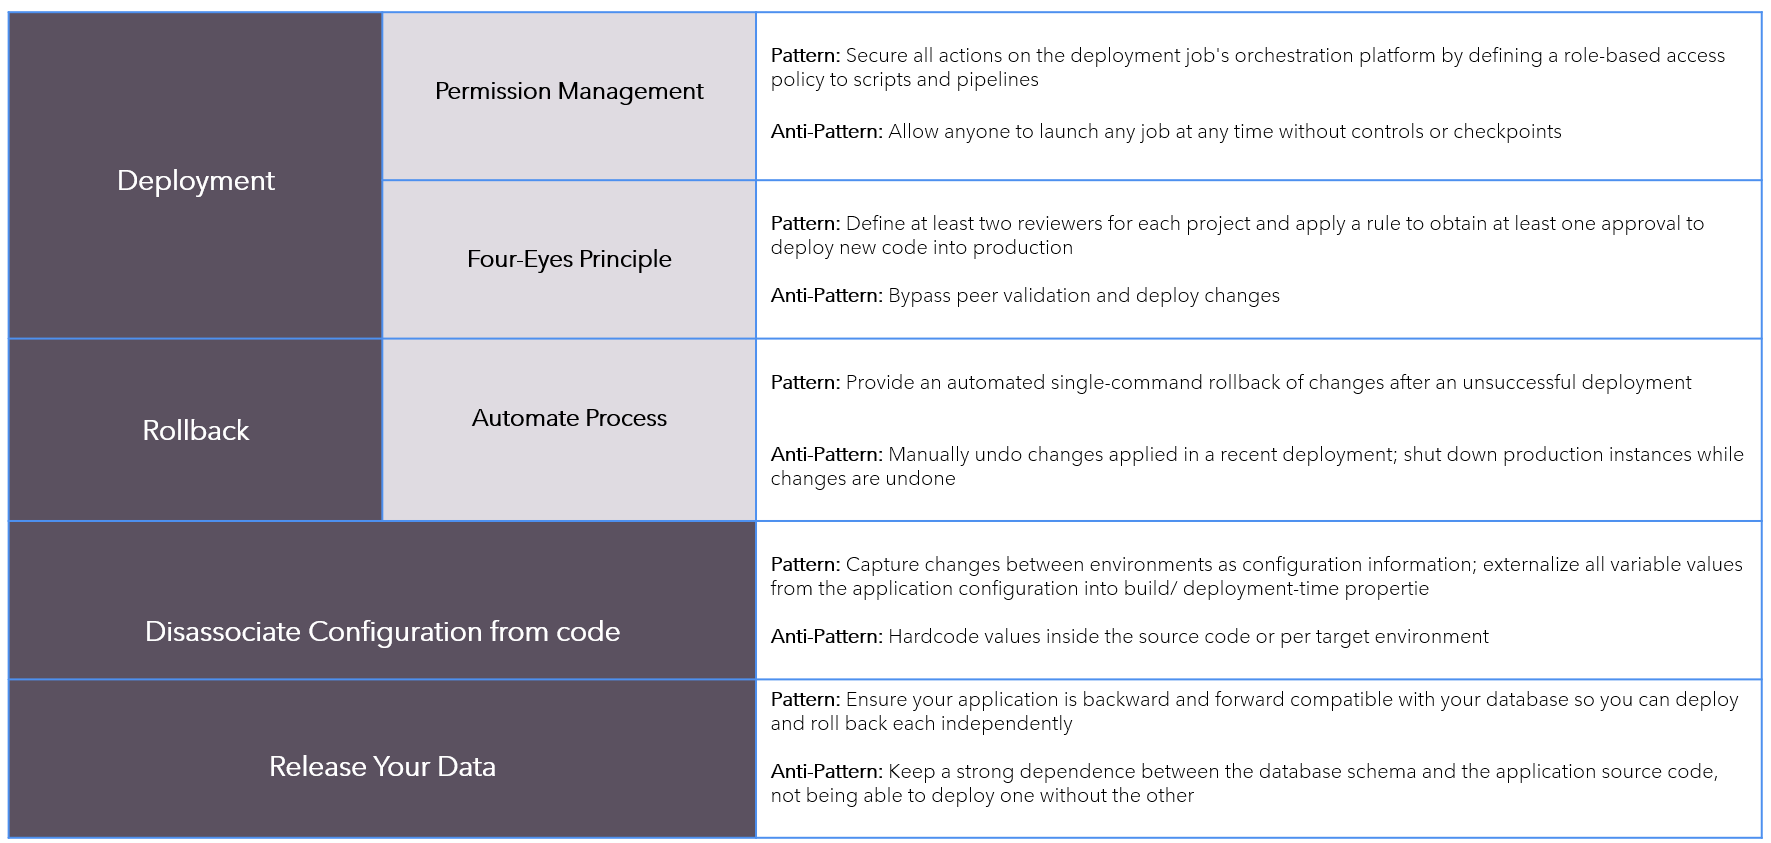 Deployment
Permission Management
Pattern: Secure all actions on the deployment job's orchestration platform by defining a role-based access
policy to scripts and pipelines
Anti-Pattern: Allow anyone to launch any job at any time without controls or checkpoints
Four-Eyes Principle
Pattern: Define at least two reviewers for each project and apply a rule to obtain at least one approval to
deploy new code into production
Anti-Pattern: Bypass peer validation and deploy changes
Rollback
Automate Process
Pattern: Provide an automated single-command rollback of changes after an unsuccessful deployment
Anti-Pattern: Manually undo changes applied in a recent deployment; shut down production instances while
changes are undone
Disassociate Configuration from code
Pattern: Capture changes between environments as configuration information; externalize all variable values
from the application configuration into build/ deployment-time propertie
Anti-Pattern: Hardcode values inside the source code or per target environment
Release Your Data
Pattern: Ensure your application is backward and forward compatible with your database so you can deploy
and roll back each independently
Anti-Pattern: Keep a strong dependence between the database schema and the application source code,
not being able to deploy one without the other